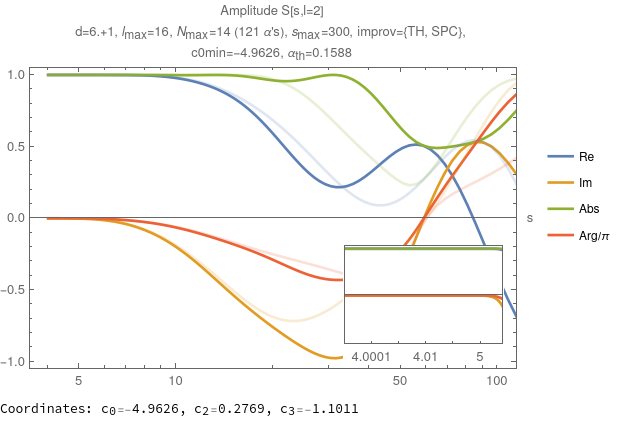 Amplitude S[s,l=2]
d=6.+1, lmax=16, Nmax=14 (121 α's), smax=300, improv={TH, SPC},
c0min=−4.9626, αth=0.1588
1.0
0.5
0.0
−0.5
−1.0
s
Re
Im
Abs
Arg/π
4.0001 4.01 5
5 10 50 100
Coordinates: c0=-4.9626, c2=0.2769, c3=-1.1011